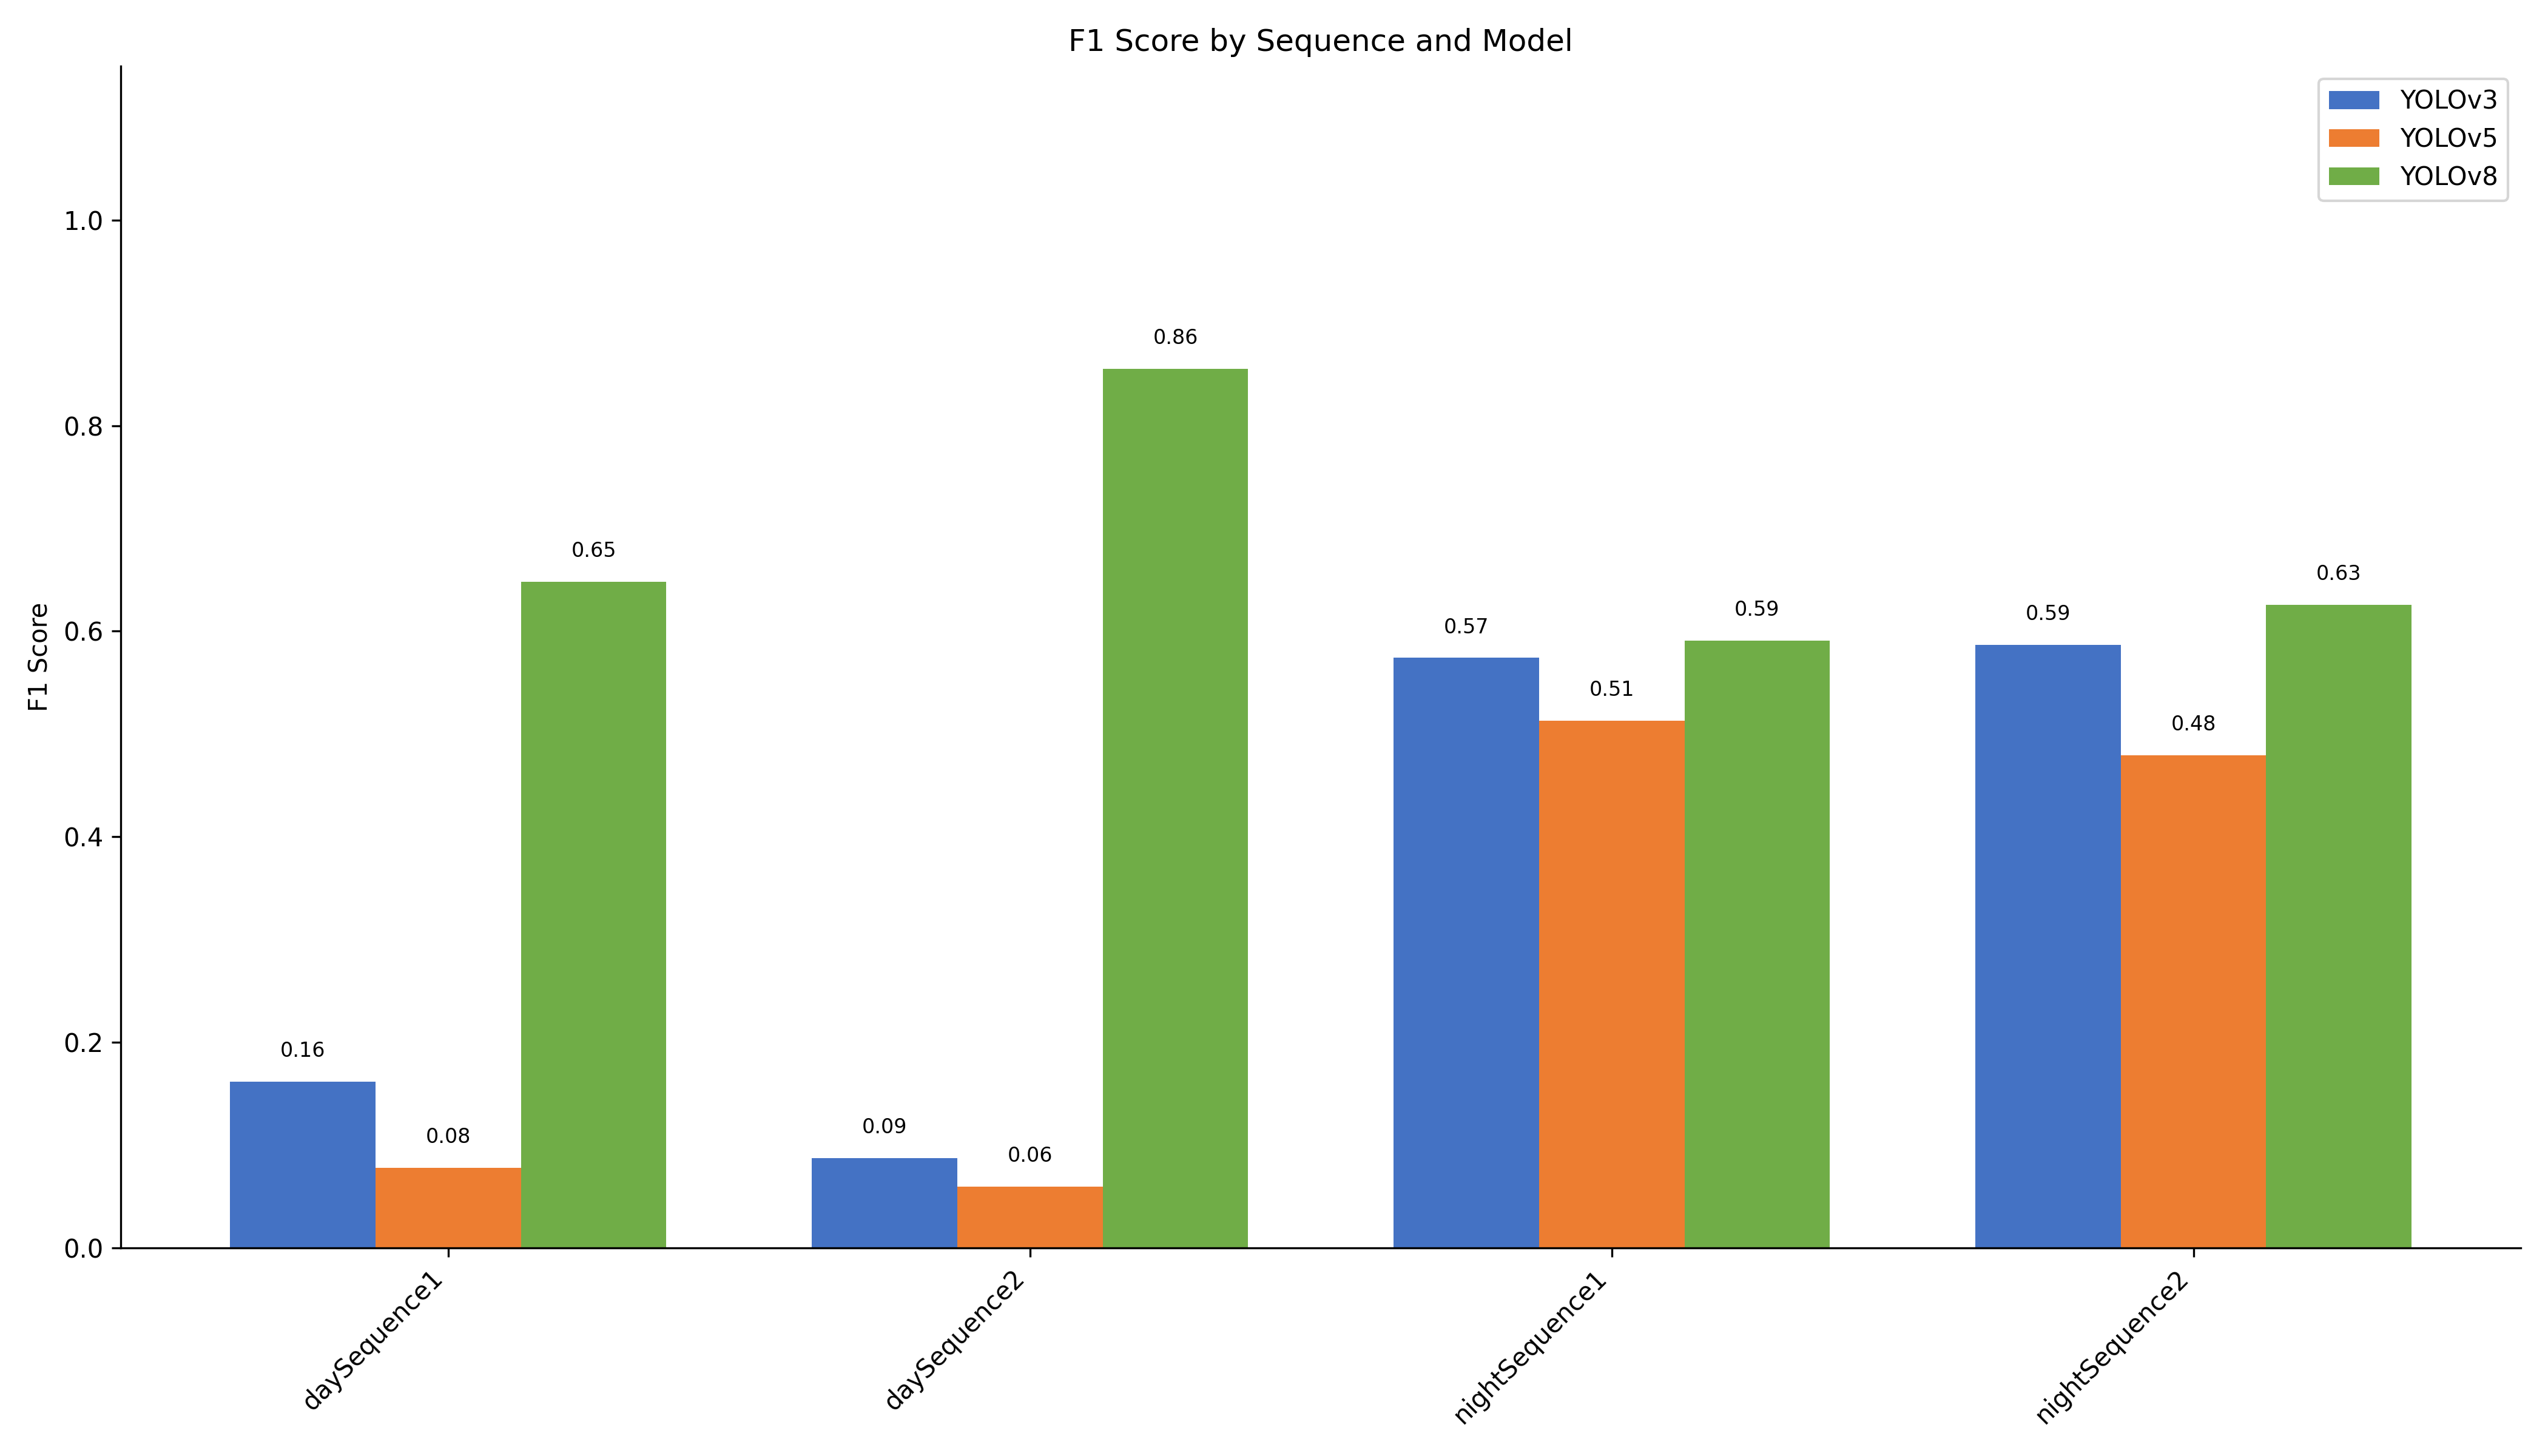 F1 Score by Sequence and Model
YOLOv3
YOLOv5
YOLOv8
F1 Score
1.0
0.8
0.6
0.4
0.2
0.0
0.16
0.08
0.65
0.09
0.06
0.86
0.57
0.51
0.59
0.59
0.48
0.63
daySequence1
daySequence2
nightSequence1
nightSequence2